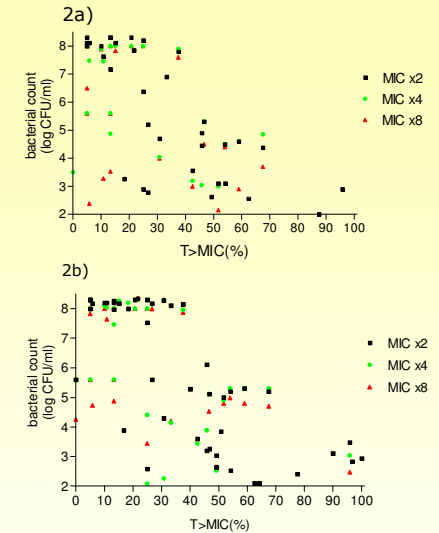 2a)
bacterial count
(log CFU/ml)
8
7
6
5
4
3
2
0 10 20 30 40 50 60 70 80 90 100
T>MIC(%)
MIC x2
MIC x4
MIC x8
2b)
bacterial count
(log CFU/ml)
8
7
6
5
4
3
2
0 10 20 30 40 50 60 70 80 90 100
T>MIC(%)
MIC x2
MIC x4
MIC x8